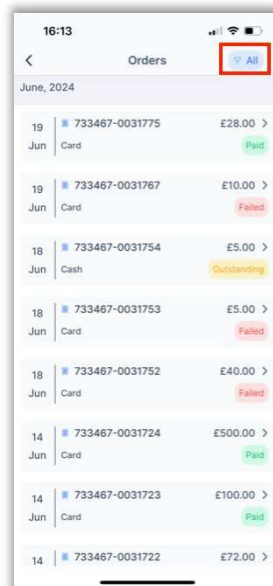 16:13
Orders
All
June, 2024
19 733467-0031775 £28.00 >
Jun Card Paid
19 733467-0031767 £10.00 >
Jun Card Failed
18 733467-0031754 £5.00 >
Jun Cash Outstanding
18 733467-0031753 £5.00 >
Jun Card Failed
18 733467-0031752 £40.00 >
Jun Card Failed
14 733467-0031724 £500.00 >
Jun Card Paid
14 733467-0031723 £100.00 >
Jun Card Paid
14 733467-0031722 £72.00 >